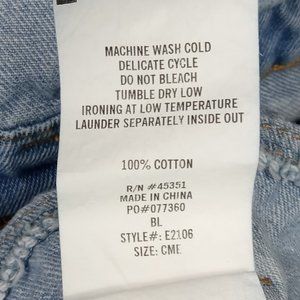 MACHINE WASH COLD
DELICATE CYCLE
DO NOT BLEACH
TUMBLE DRY LOW
IRONING AT LOW TEMPERATURE
LAUNDER SEPARATELY INSIDE OUT
100% COTTON
R/N #45351
MADE IN CHINA
PO#077360
BL
STYLE#: E2106
SIZE: CME